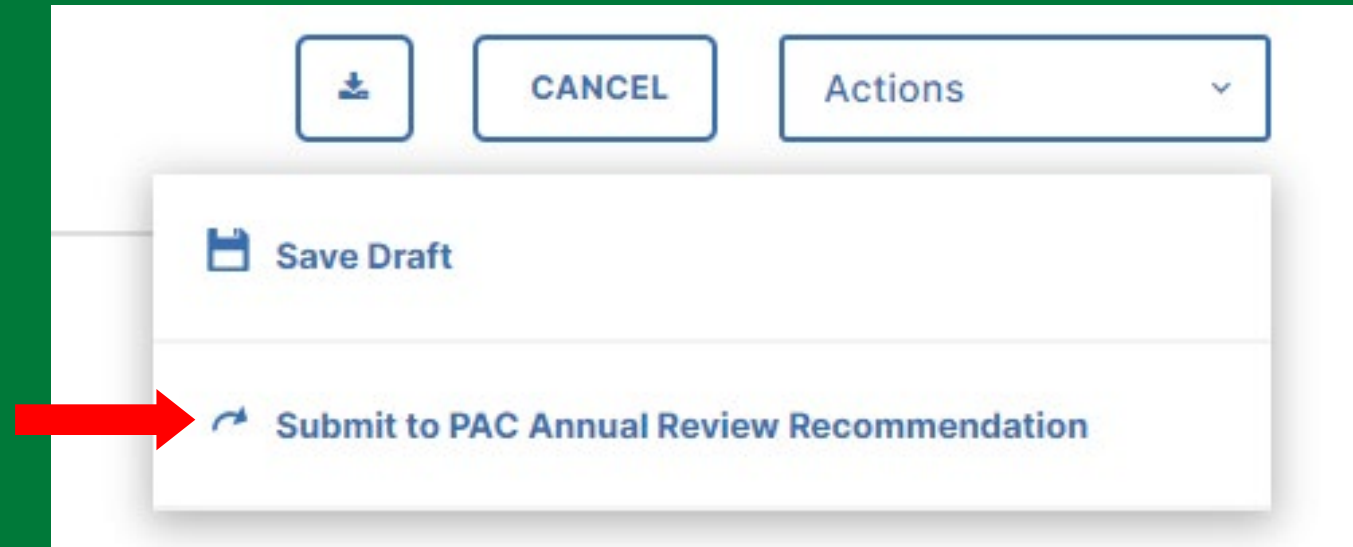 CANCEL
Actions
Save Draft
Submit to PAC Annual Review Recommendation